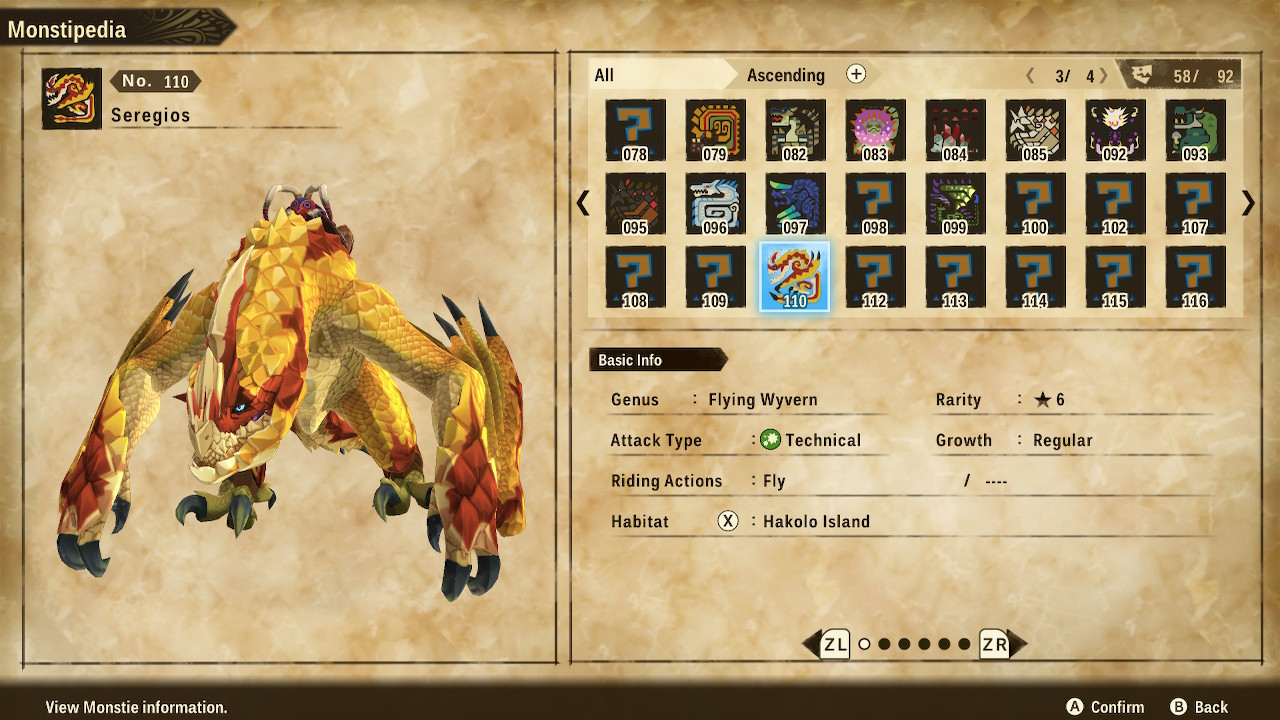 Monstipedia
No. 110
Seregios
All
Ascending
3/ 4
58/ 92
078 079 082 083 084 085 092 093
095 096 097 098 099 100 102 107
108 109 110 112 113 114 115 116
Basic Info
Genus : Flying Wyvern
Rarity : ★ 6
Attack Type : Technical
Growth : Regular
Riding Actions : Fly / ----
Habitat X : Hakolo Island
ZL ZR
View Monstie information.
A Confirm B Back